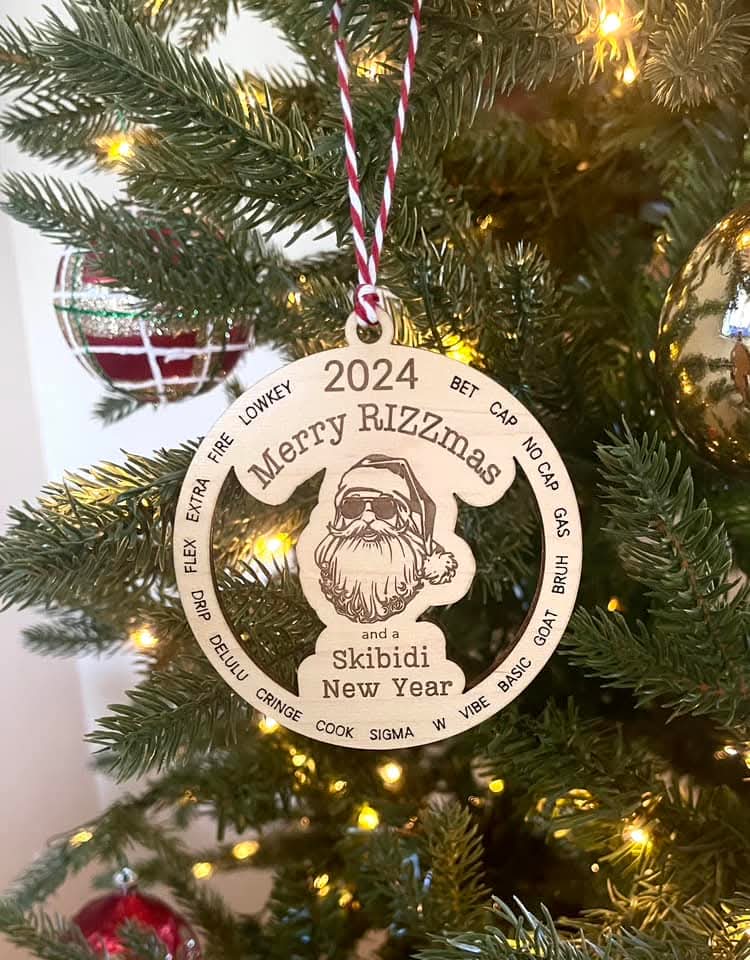 2024
Merry RIZZmas
and a
Skibidi
New Year
BET CAP NO CAP GAS BRUH GOAT BASIC VIBE W SIGMA COOK CRINGE DELULU DRIP FLEX EXTRA FIRE LOWKEY